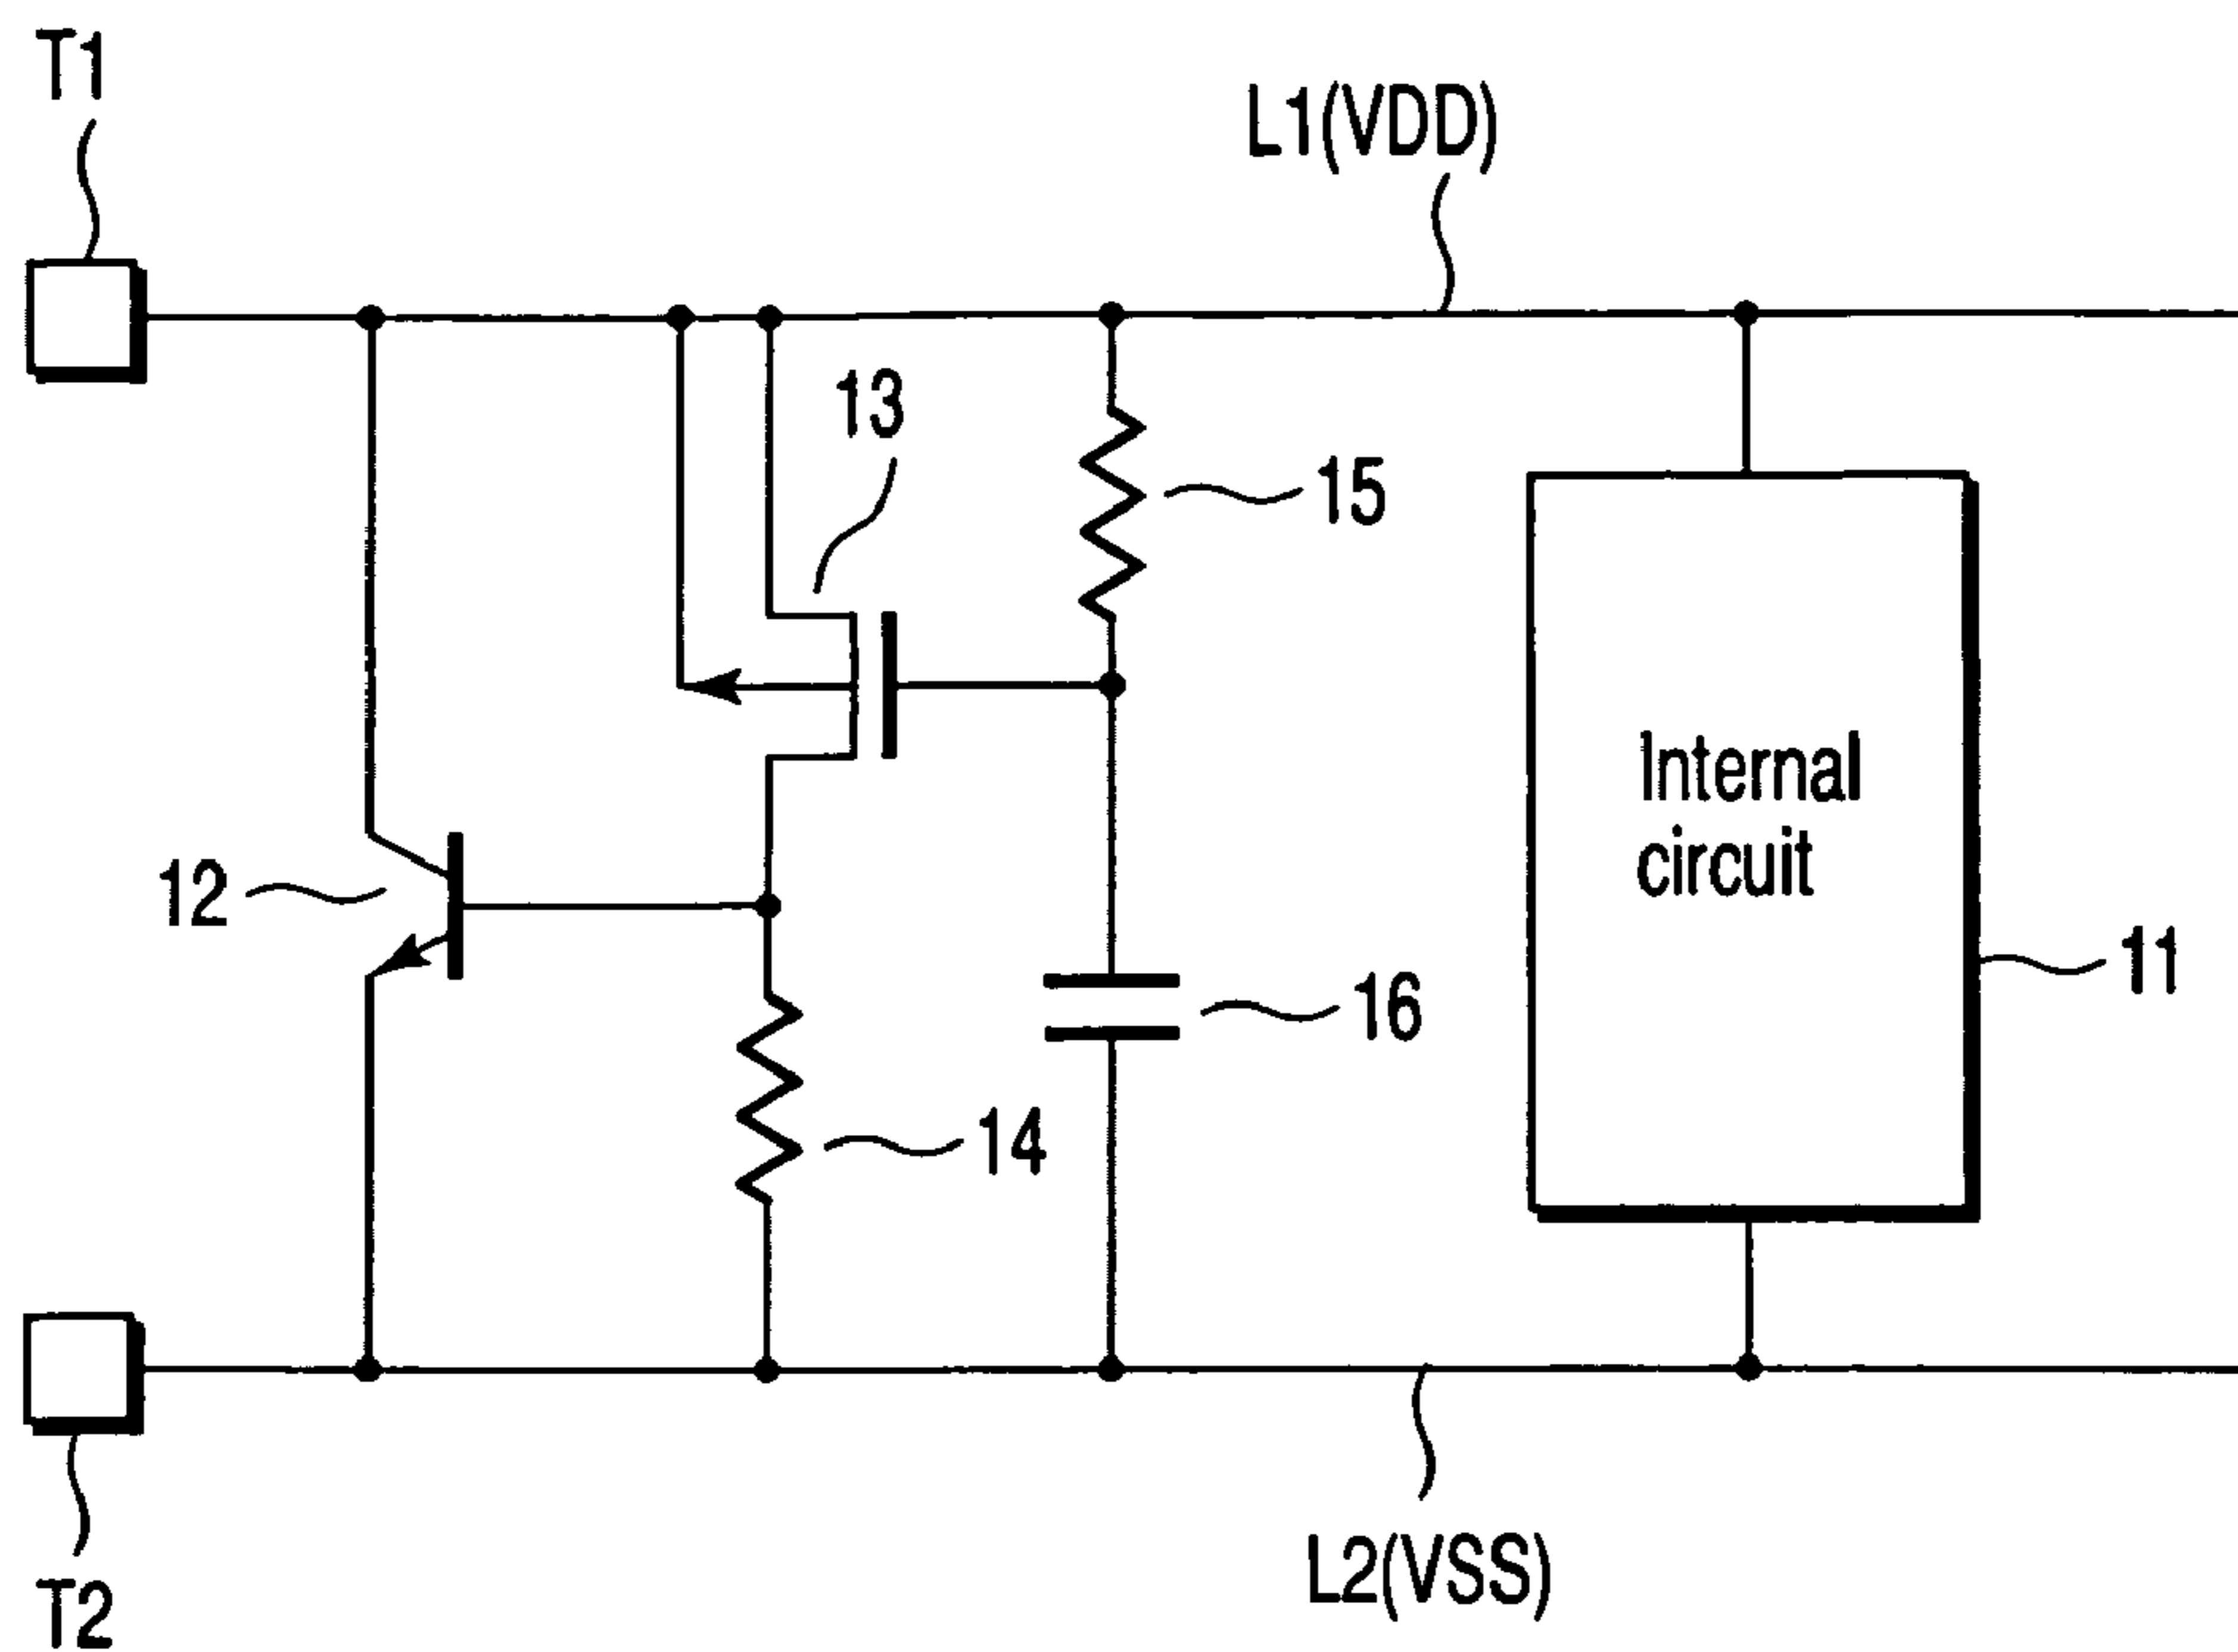 T1
L1(VDD)
13
15
Internal
circuit
12
11
16
14
L2(VSS)
T2